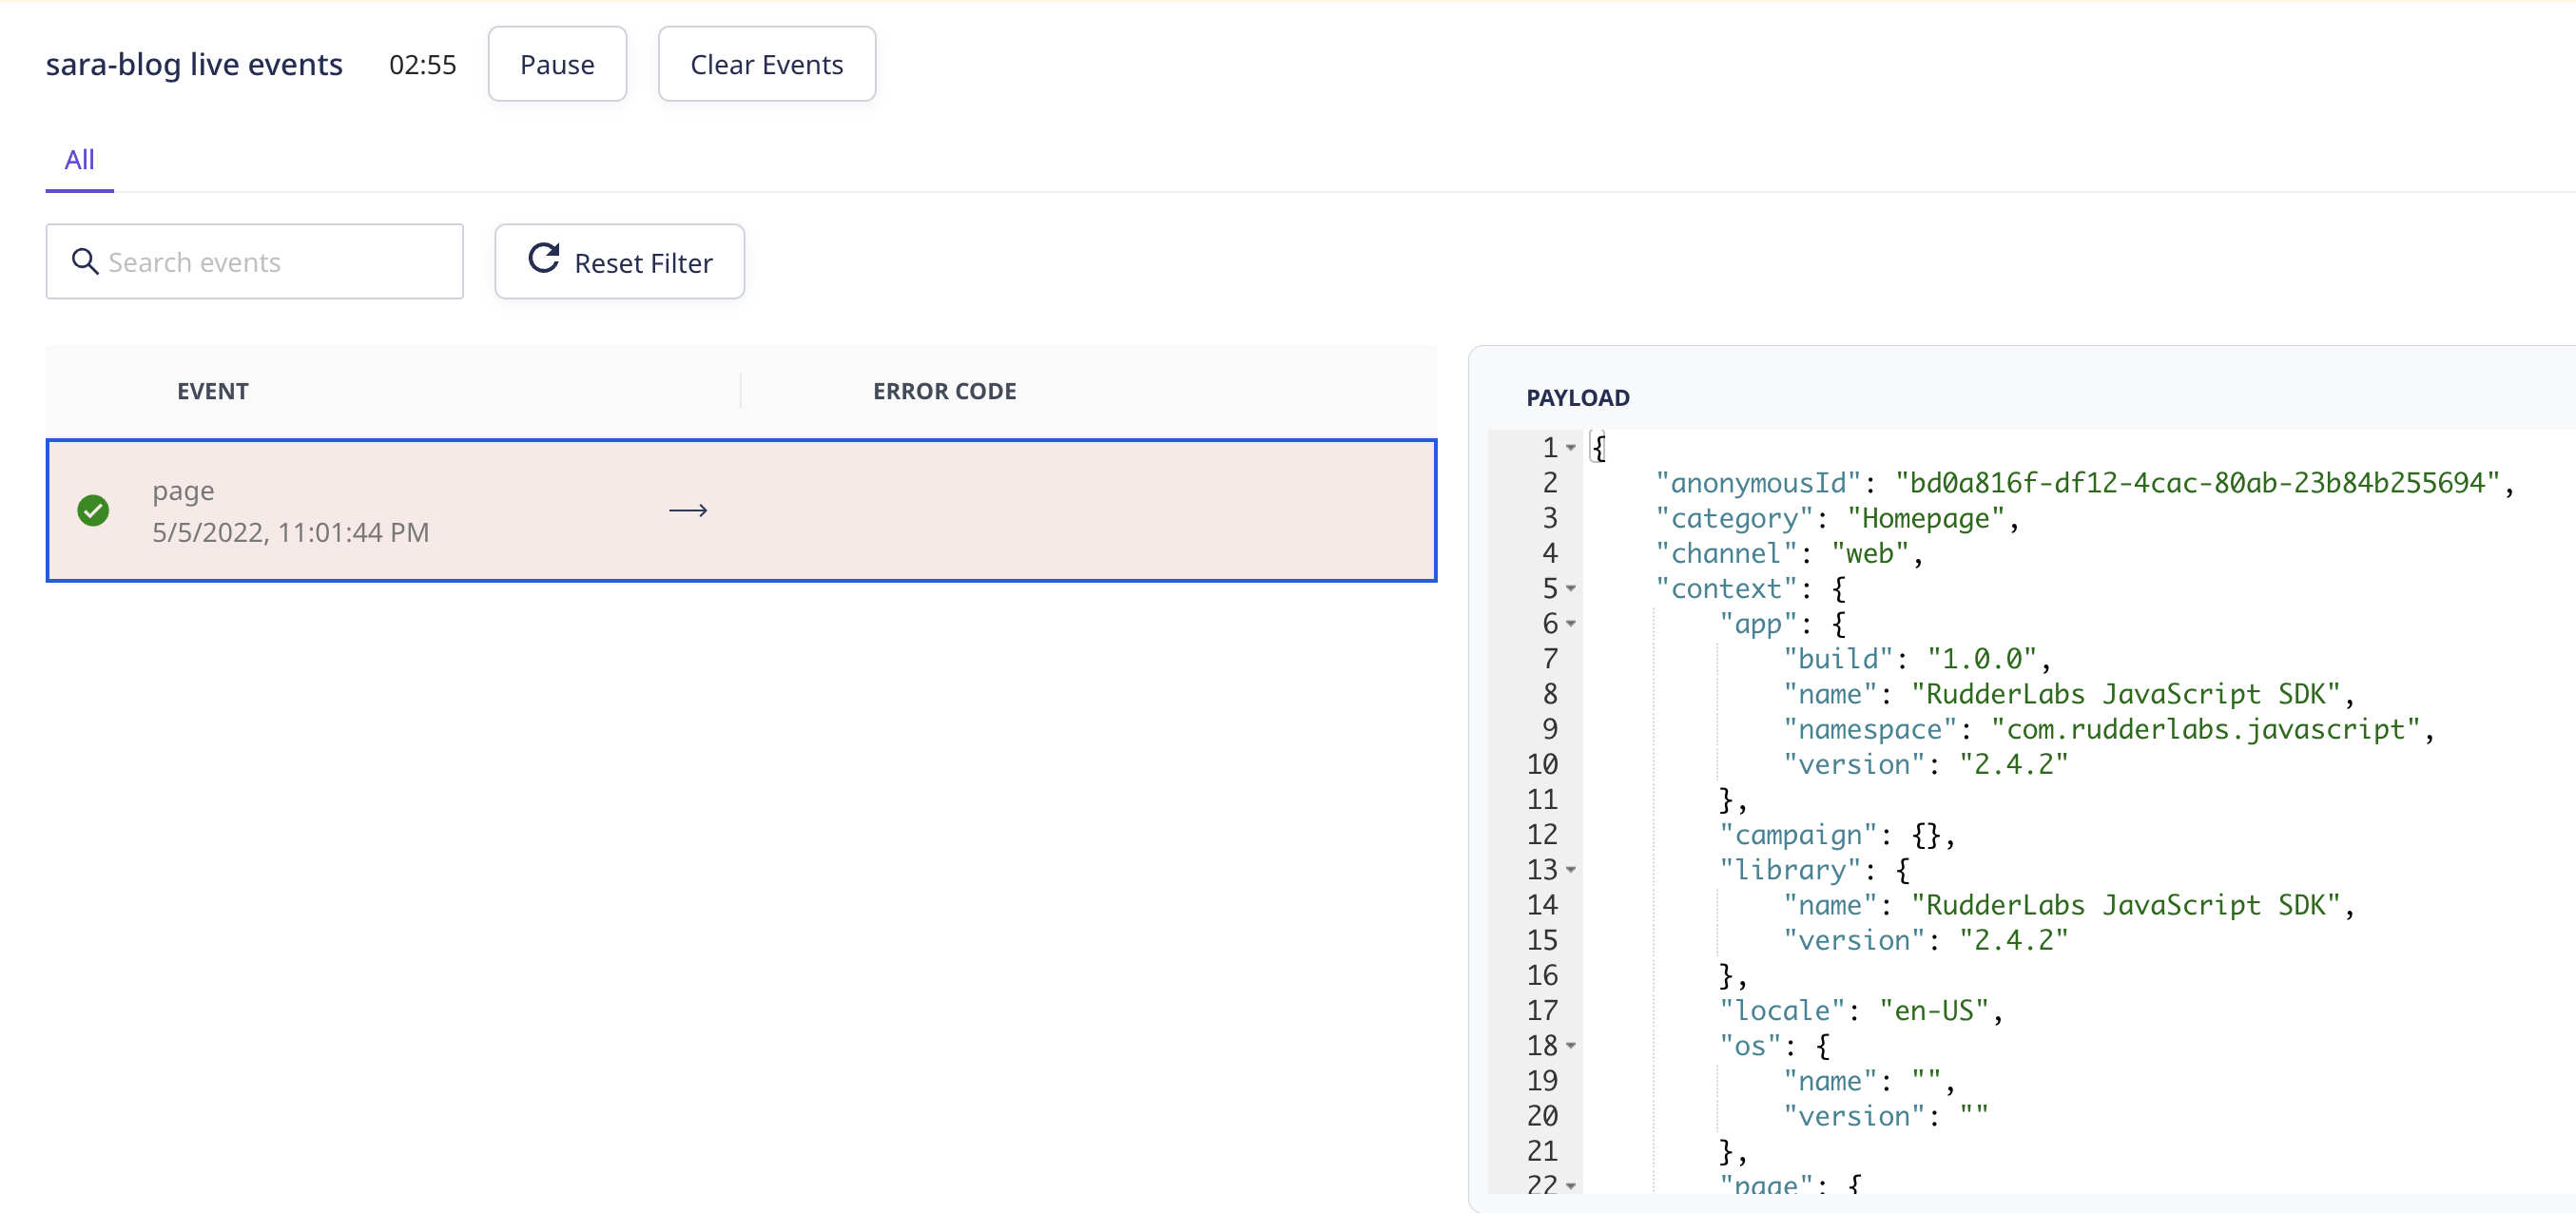 sara-blog live events 02:55 Pause Clear Events
All
Search events Reset Filter
EVENT ERROR CODE
page
5/5/2022, 11:01:44 PM
PAYLOAD
1 {
2 "anonymousId": "bd0a816f-df12-4cac-80ab-23b84b255694",
3 "category": "Homepage",
4 "channel": "web",
5 "context": {
6 "app": {
7 "build": "1.0.0",
8 "name": "RudderLabs JavaScript SDK",
9 "namespace": "com.rudderlabs.javascript",
10 "version": "2.4.2"
11 },
12 "campaign": {},
13 "library": {
14 "name": "RudderLabs JavaScript SDK",
15 "version": "2.4.2"
16 },
17 "locale": "en-US",
18 "os": {
19 "name": "",
20 "version": ""
21 },
22 "page": {